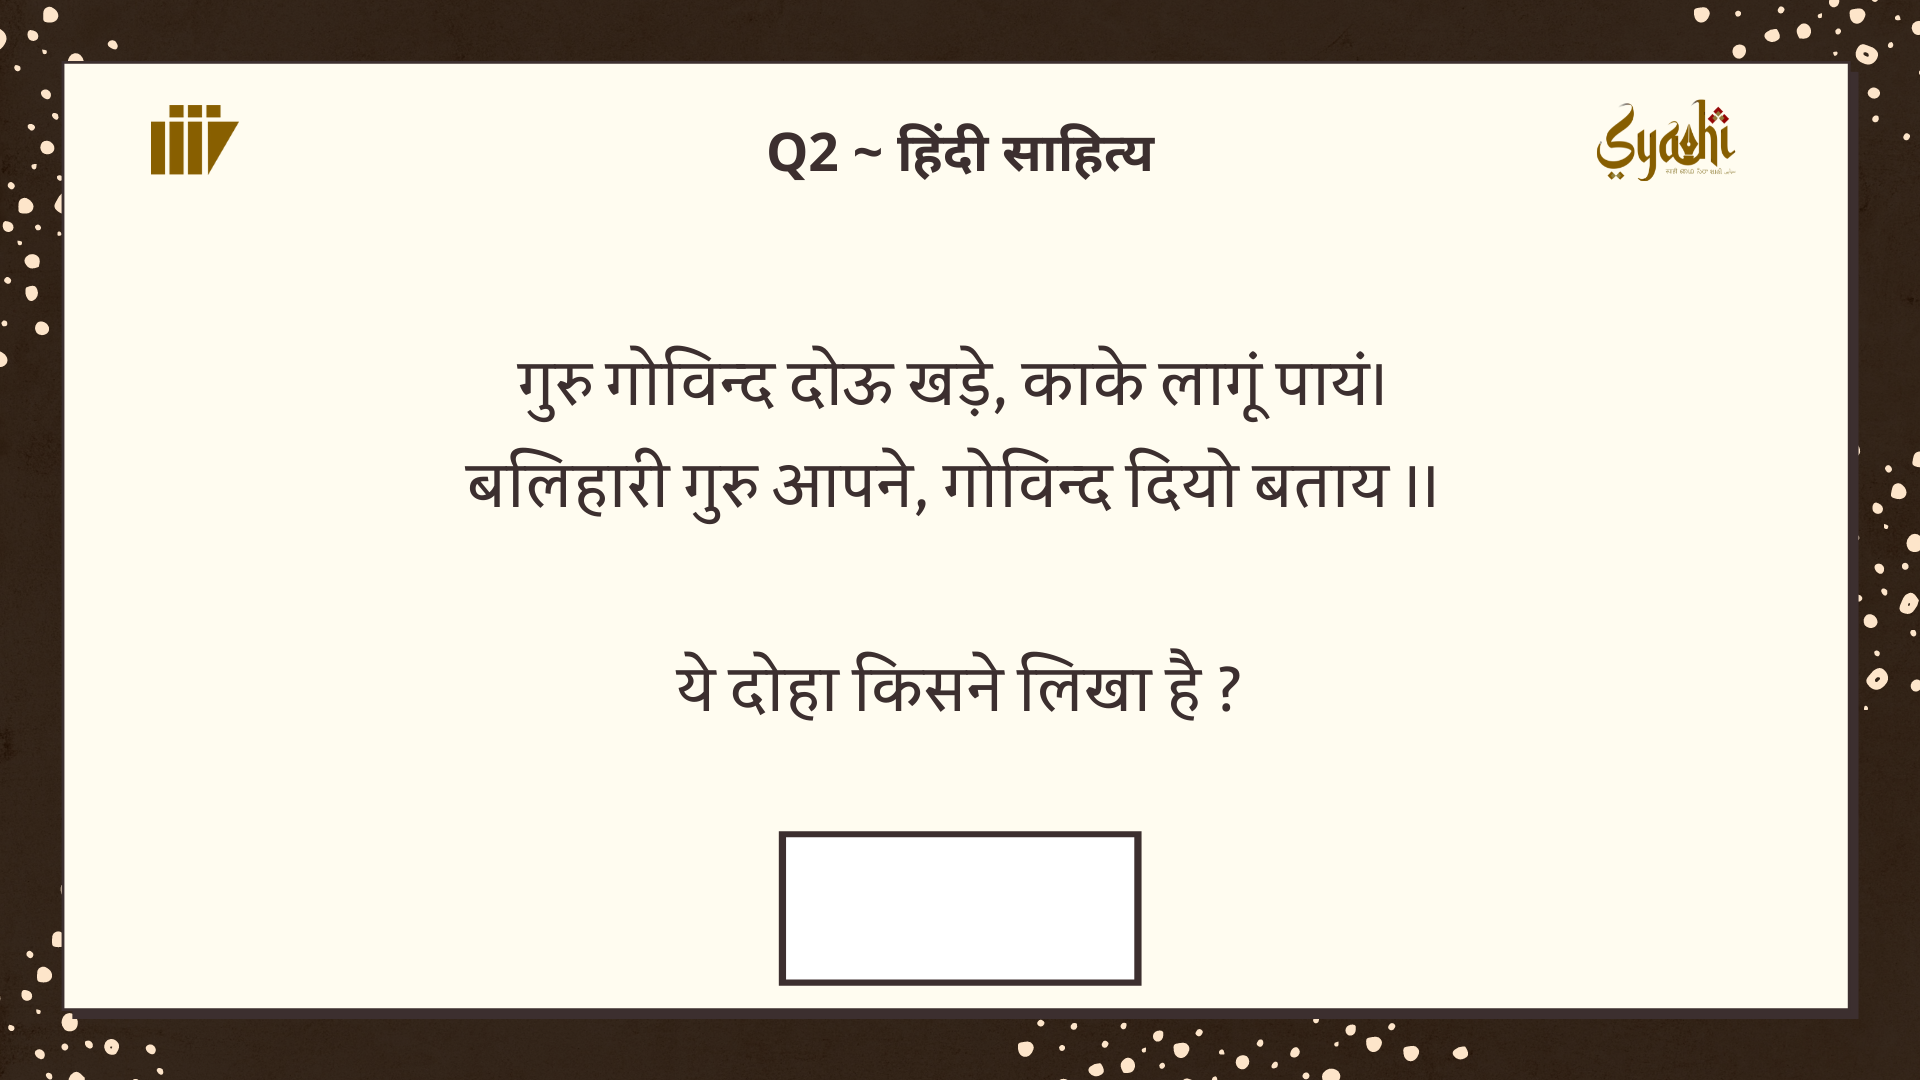 Q2 ~ हिंदी साहित्य
Syahi
गुरु गोविन्द दोऊ खड़े, काके लागूं पायं।
बलिहारी गुरु आपने, गोविन्द दियो बताय ।।
ये दोहा किसने लिखा है ?